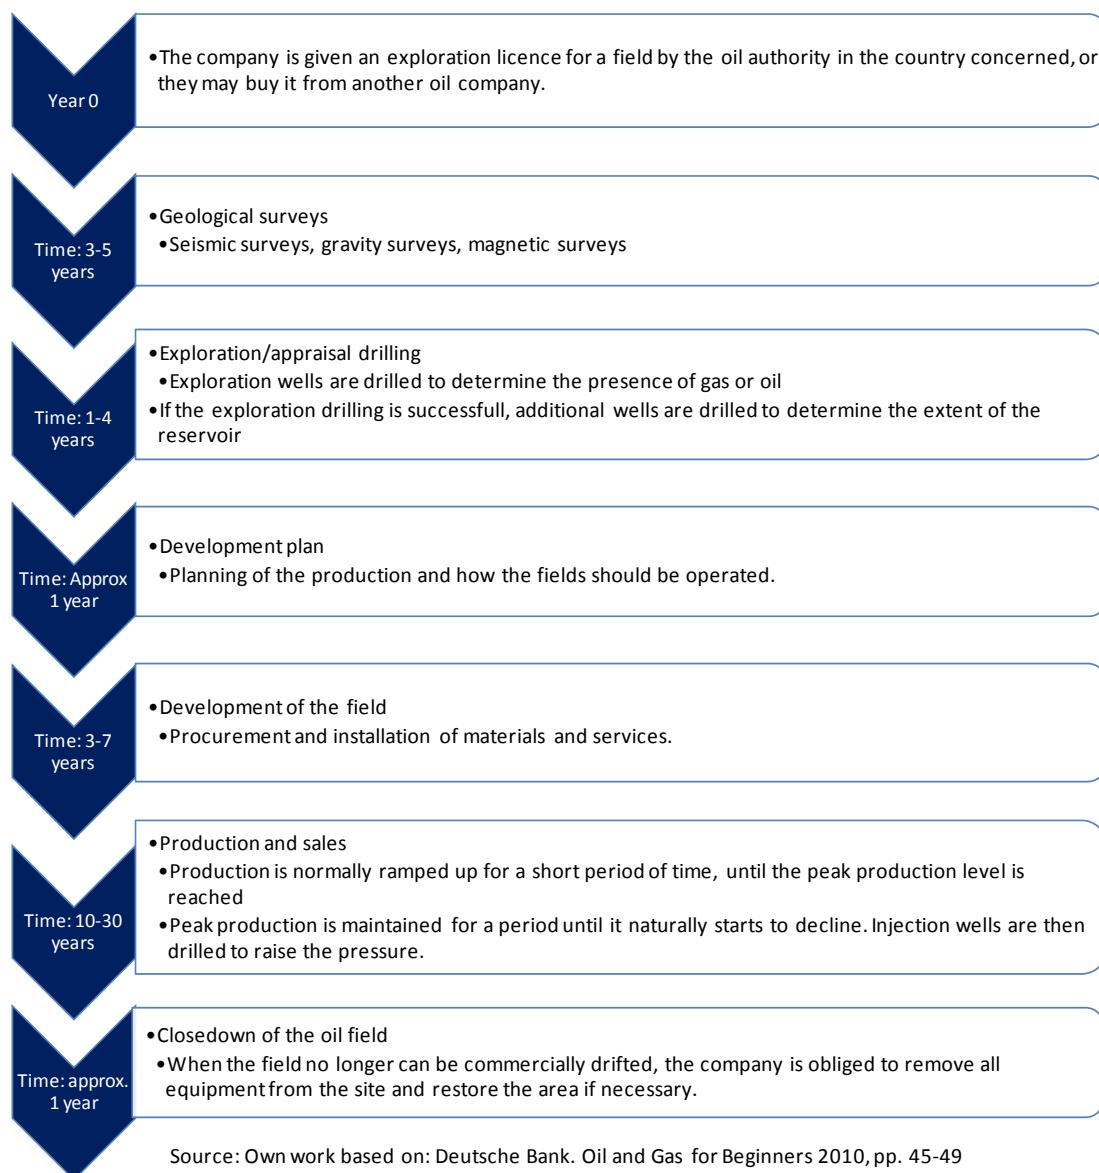 Year 0
•The company is given an exploration licence for a field by the oil authority in the country concerned, or
they may buy it from another oil company.
Time: 3-5
years
•Geological surveys
•Seismic surveys, gravity surveys, magnetic surveys
Time: 1-4
years
•Exploration/appraisal drilling
•Exploration wells are drilled to determine the presence of gas or oil
•If the exploration drilling is successfull, additional wells are drilled to determine the extent of the
reservoir
Time: Approx
1 year
•Development plan
•Planning of the production and how the fields should be operated.
Time: 3-7
years
•Development of the field
•Procurement and installation of materials and services.
Time: 10-30
years
•Production and sales
•Production is normally ramped up for a short period of time, until the peak production level is
reached
•Peak production is maintained for a period until it naturally starts to decline. Injection wells are then
drilled to raise the pressure.
Time: approx.
1 year
•Closedown of the oil field
•When the field no longer can be commercially drifted, the company is obliged to remove all
equipment from the site and restore the area if necessary.
Source: Own work based on: Deutsche Bank. Oil and Gas for Beginners 2010, pp. 45-49